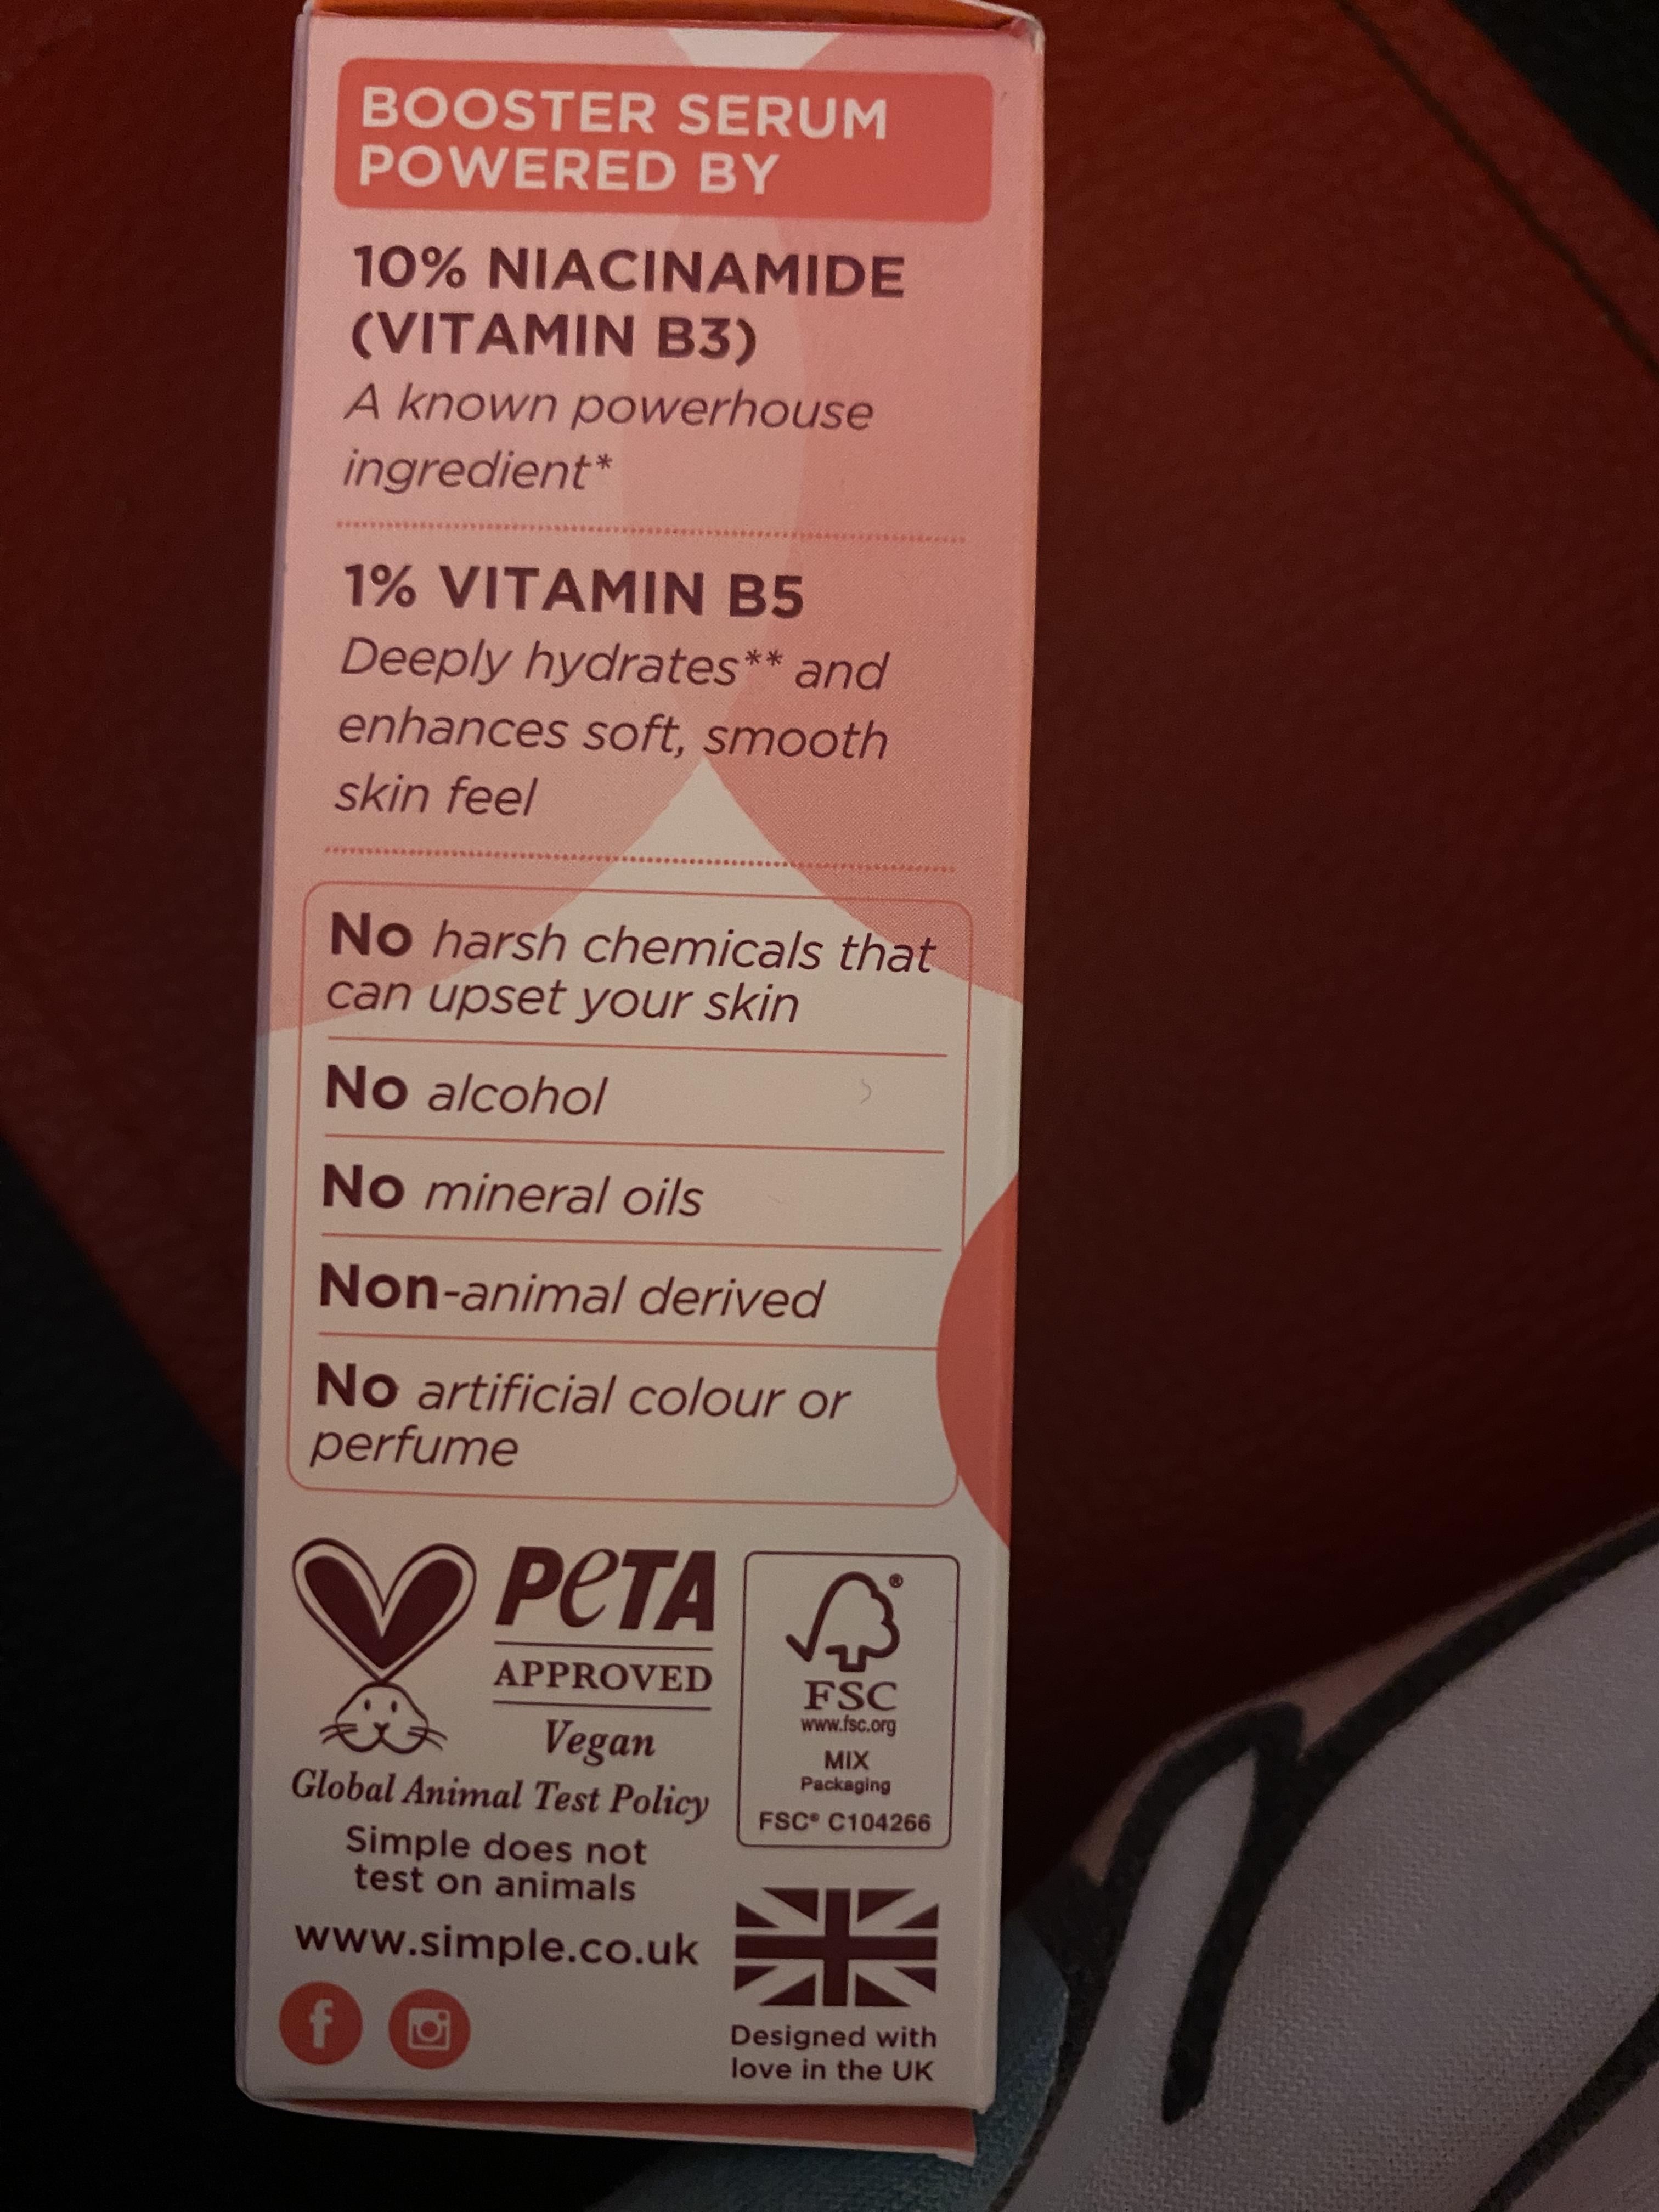 BOOSTER SERUM
POWERED BY
10% NIACINAMIDE
(VITAMIN B3)
A known powerhouse
ingredient*
1% VITAMIN B5
Deeply hydrates** and
enhances soft, smooth
skin feel
No harsh chemicals that
can upset your skin
No alcohol
No mineral oils
Non-animal derived
No artificial colour or
perfume
PeTA
APPROVED
Vegan
Global Animal Test Policy
Simple does not
test on animals
www.simple.co.uk
f
®
FSC
www.fsc.org
MIX
Packaging
FSC® C104266
Designed with
love in the UK